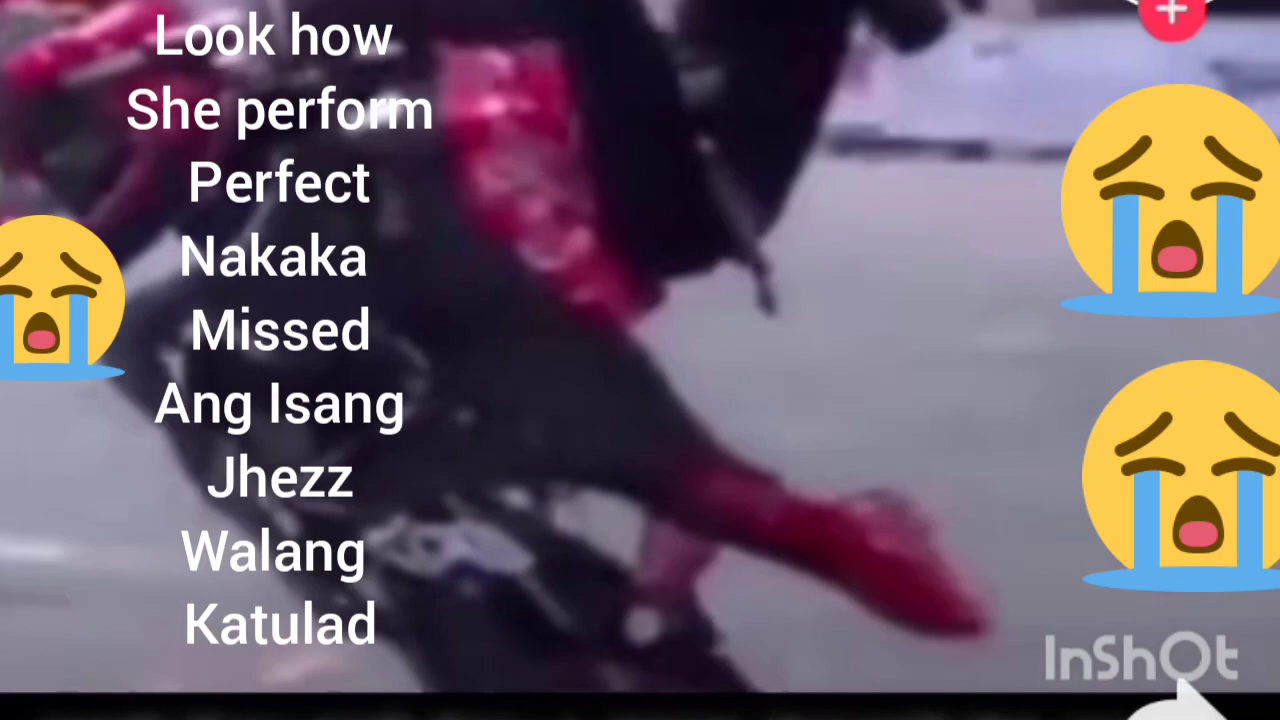 Look how
She perform
Perfect
Nakaka
Missed
Ang Isang
Jhezz
Walang
Katulad
InShOt